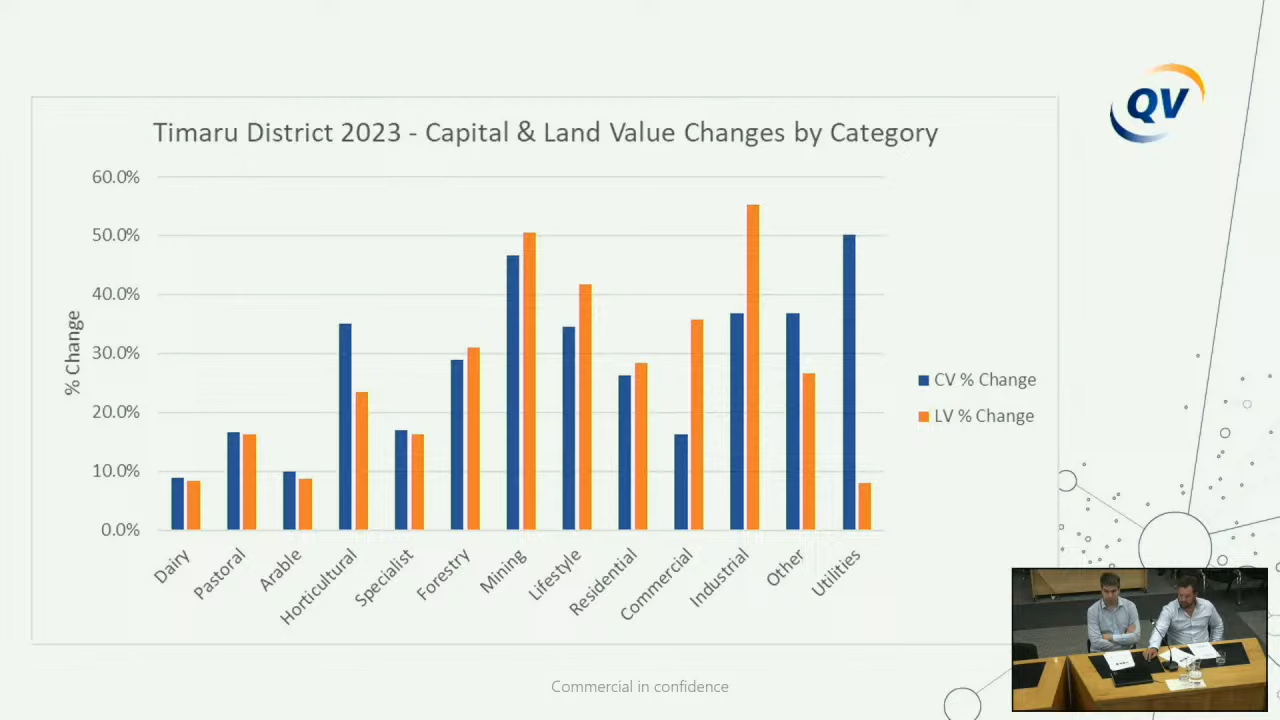 QV
Timaru District 2023 - Capital & Land Value Changes by Category
60.0%
50.0%
40.0%
30.0%
20.0%
10.0%
0.0%
% Change
Dairy
Pastoral
Arable
Horticultural
Specialist
Forestry
Mining
Lifestyle
Residential
Commercial
Industrial
Other
Utilities
CV % Change
LV % Change
Commercial in confidence